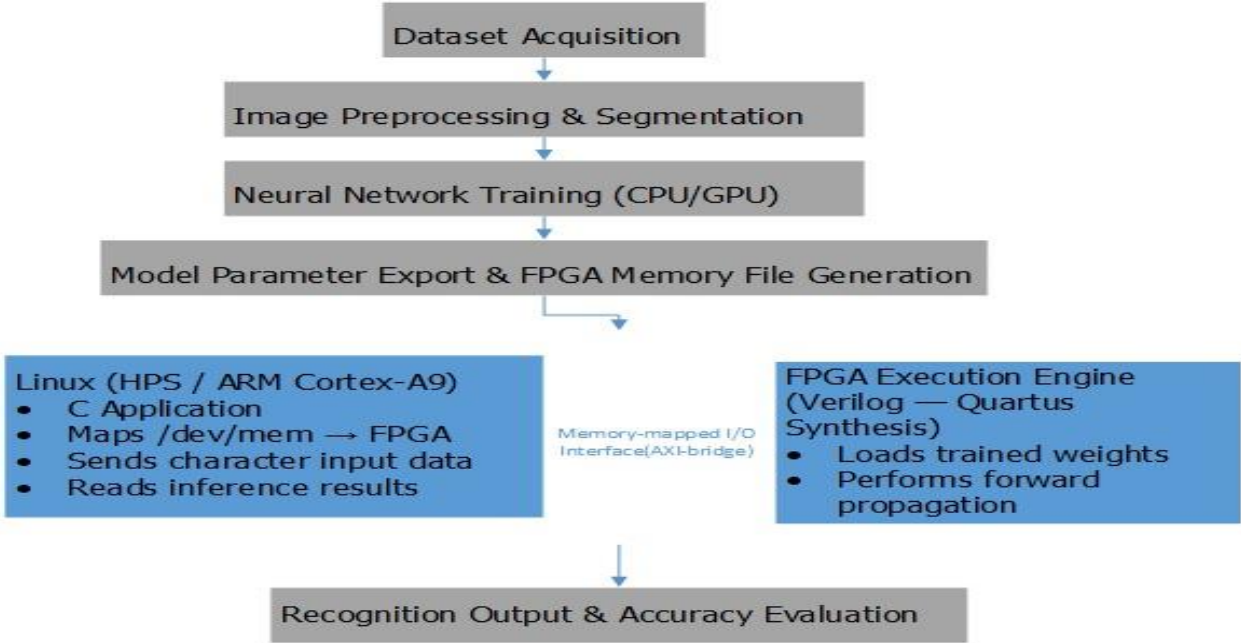 Dataset Acquisition
Image Preprocessing & Segmentation
Neural Network Training (CPU/GPU)
Model Parameter Export & FPGA Memory File Generation
Linux (HPS / ARM Cortex-A9)
• C Application
• Maps /dev/mem → FPGA
• Sends character input data
• Reads inference results
Memory-mapped I/O
Interface(AXI-bridge)
FPGA Execution Engine
(Verilog — Quartus
Synthesis)
• Loads trained weights
• Performs forward
propagation
Recognition Output & Accuracy Evaluation